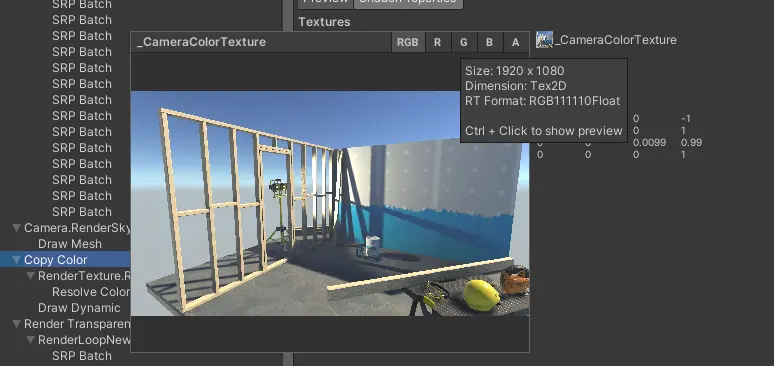 SRP Batch
SRP Batch
SRP Batch
SRP Batch
SRP Batch
SRP Batch
SRP Batch
SRP Batch
SRP Batch
SRP Batch
SRP Batch
SRP Batch
SRP Batch
SRP Batch
Camera.RenderSky
Draw Mesh
Copy Color
RenderTexture.R
Resolve Color
Draw Dynamic
Render Transparen
RenderLoopNew
SRP Batch
Preview
Textures
_CameraColorTexture
RGB R G B A
_CameraColorTexture
Size: 1920 x 1080
Dimension: Tex2D
RT Format: RGB111110Float
Ctrl + Click to show preview
0 -1
0 1
0.0099 0.99
0 0 0 1